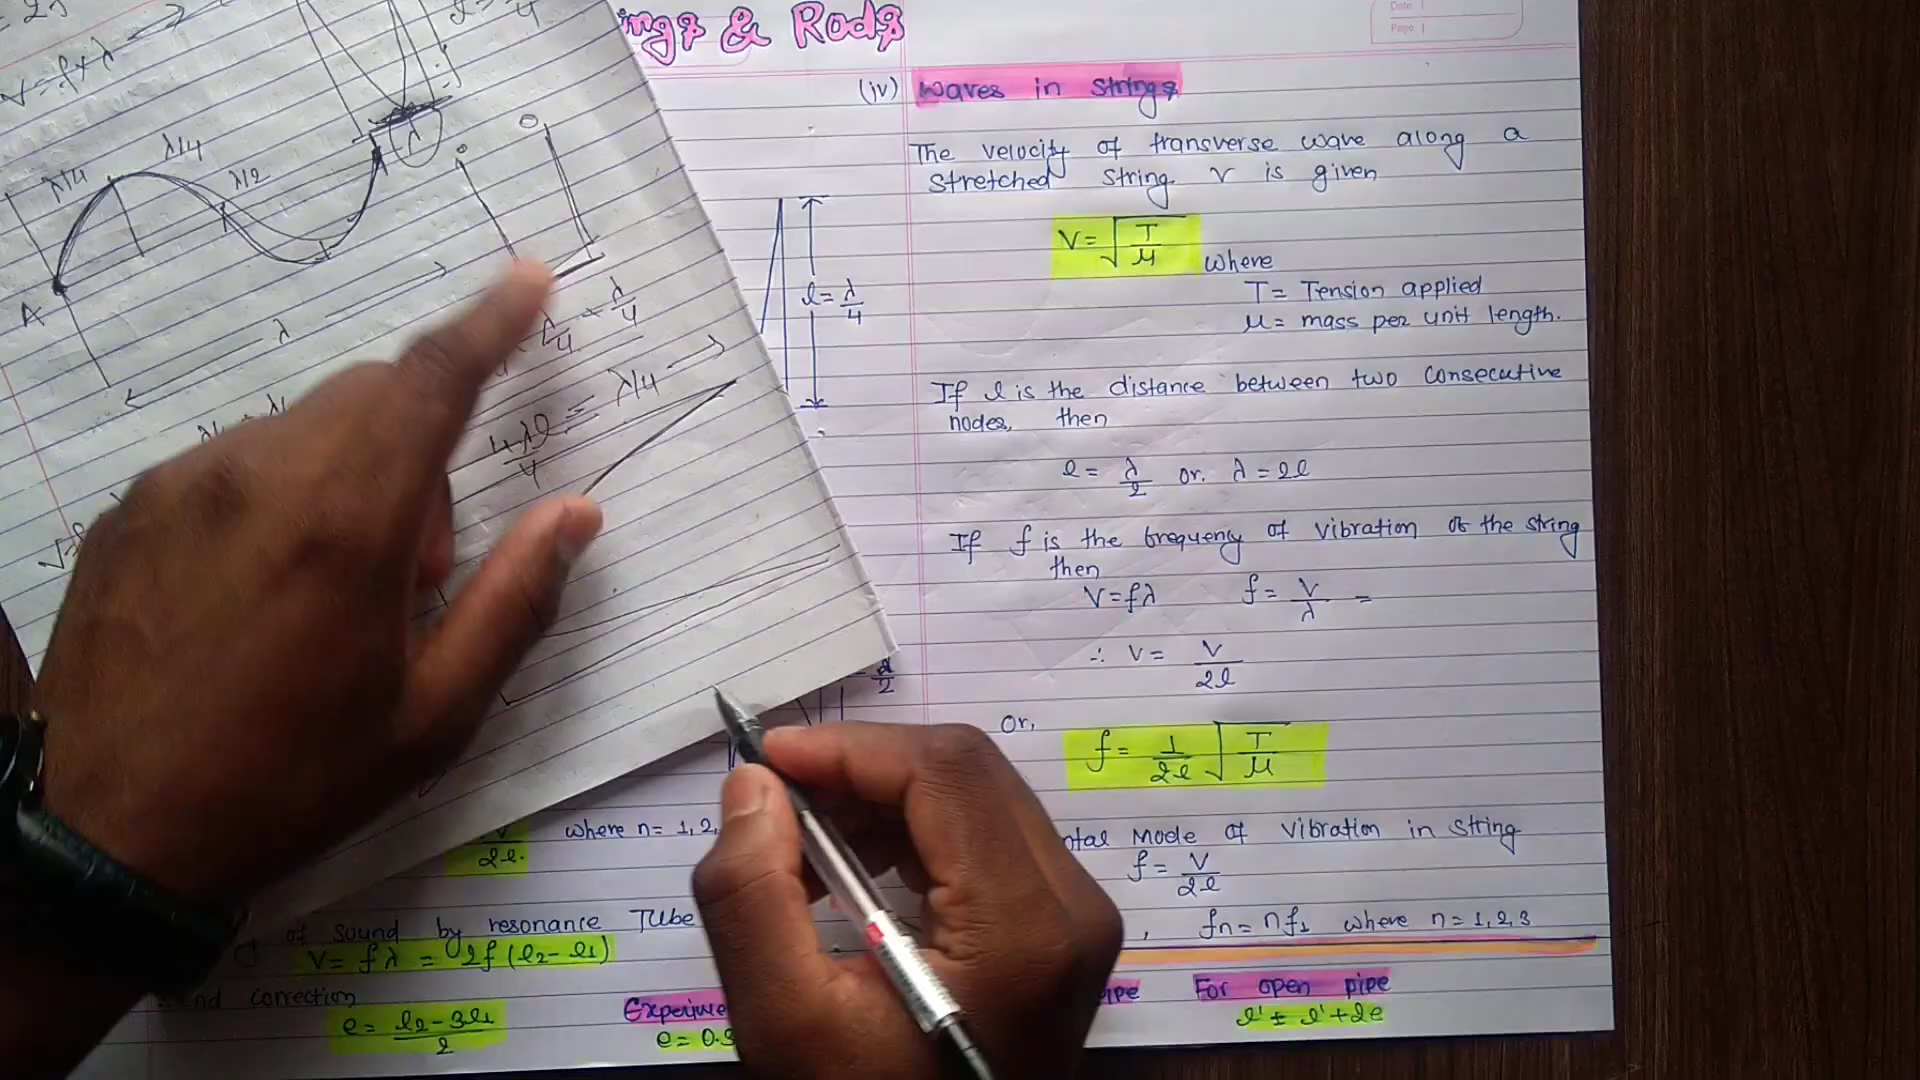 & Rods
Date
Page
(iv) Waves in Strings
The velocity of transverse wave along a
stretched string v is given
V = √T/μ where
T = Tension applied
μ = mass per unit length.
If l is the distance between two consecutive
nodes, then
l = λ/2 or. λ = 2l
If f is the frequency of vibration of the string
then
V = fλ f = V/λ =
∴ v = V/2l
Or,
f = 1/2l √T/μ
Mode of vibration in string
f = V/2l
, fn = nf1 where n = 1, 2, 3
For open pipe
V = f × λ
λ/4
λ/4
λ/2
A
λ
λ/4
l = λ/4
2l. where n = 1, 2,
of sound by resonance Tube
V = fλ = 2f (l2 - l1)
End correction
e = l2 - 3l1/2
e = 0.3